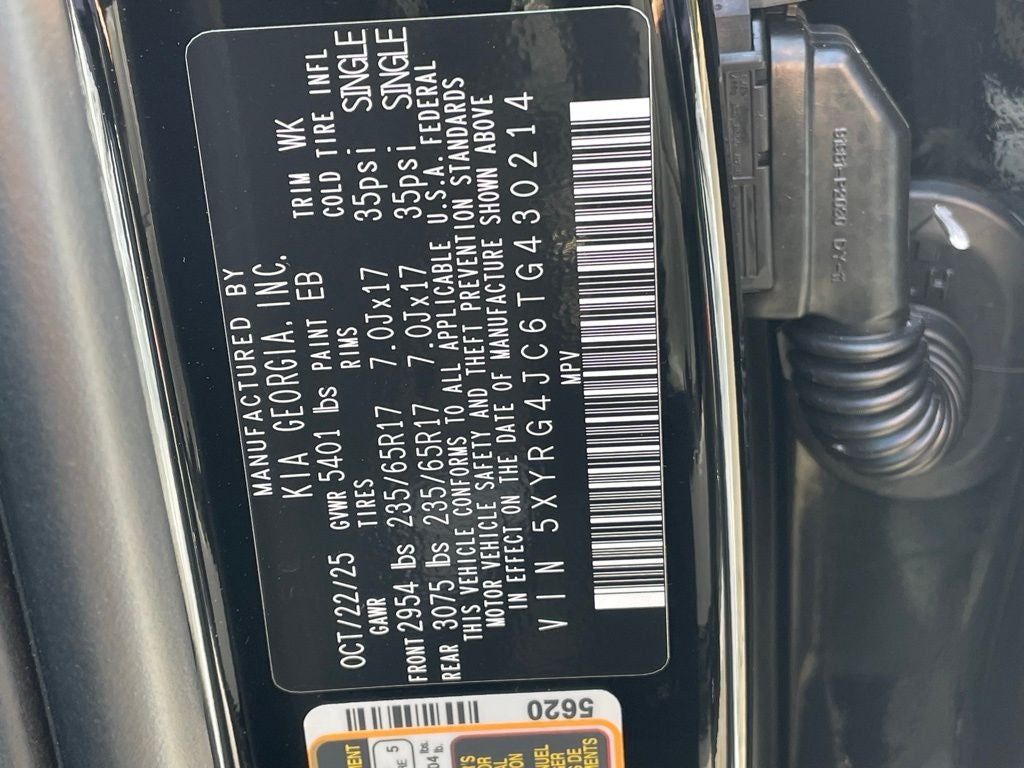 MANUFACTURED BY
KIA GEORGIA. INC.
OCT/22/25 GVWR 5401 lbs PAINT EB TRIM WK
GAWR TIRES RIMS COLD TIRE INFL
FRONT 2954 lbs 235/65R17 7.0Jx17 35psi SINGLE
REAR 3075 lbs 235/65R17 7.0Jx17 35psi SINGLE
THIS VEHICLE CONFORMS TO ALL APPLICABLE U.S.A. FEDERAL
MOTOR VEHICLE SAFETY AND THEFT PREVENTION STANDARDS
IN EFFECT ON THE DATE OF MANUFACTURE SHOWN ABOVE
VIN 5XYRG4JC6TG430214
MPV
5620
5